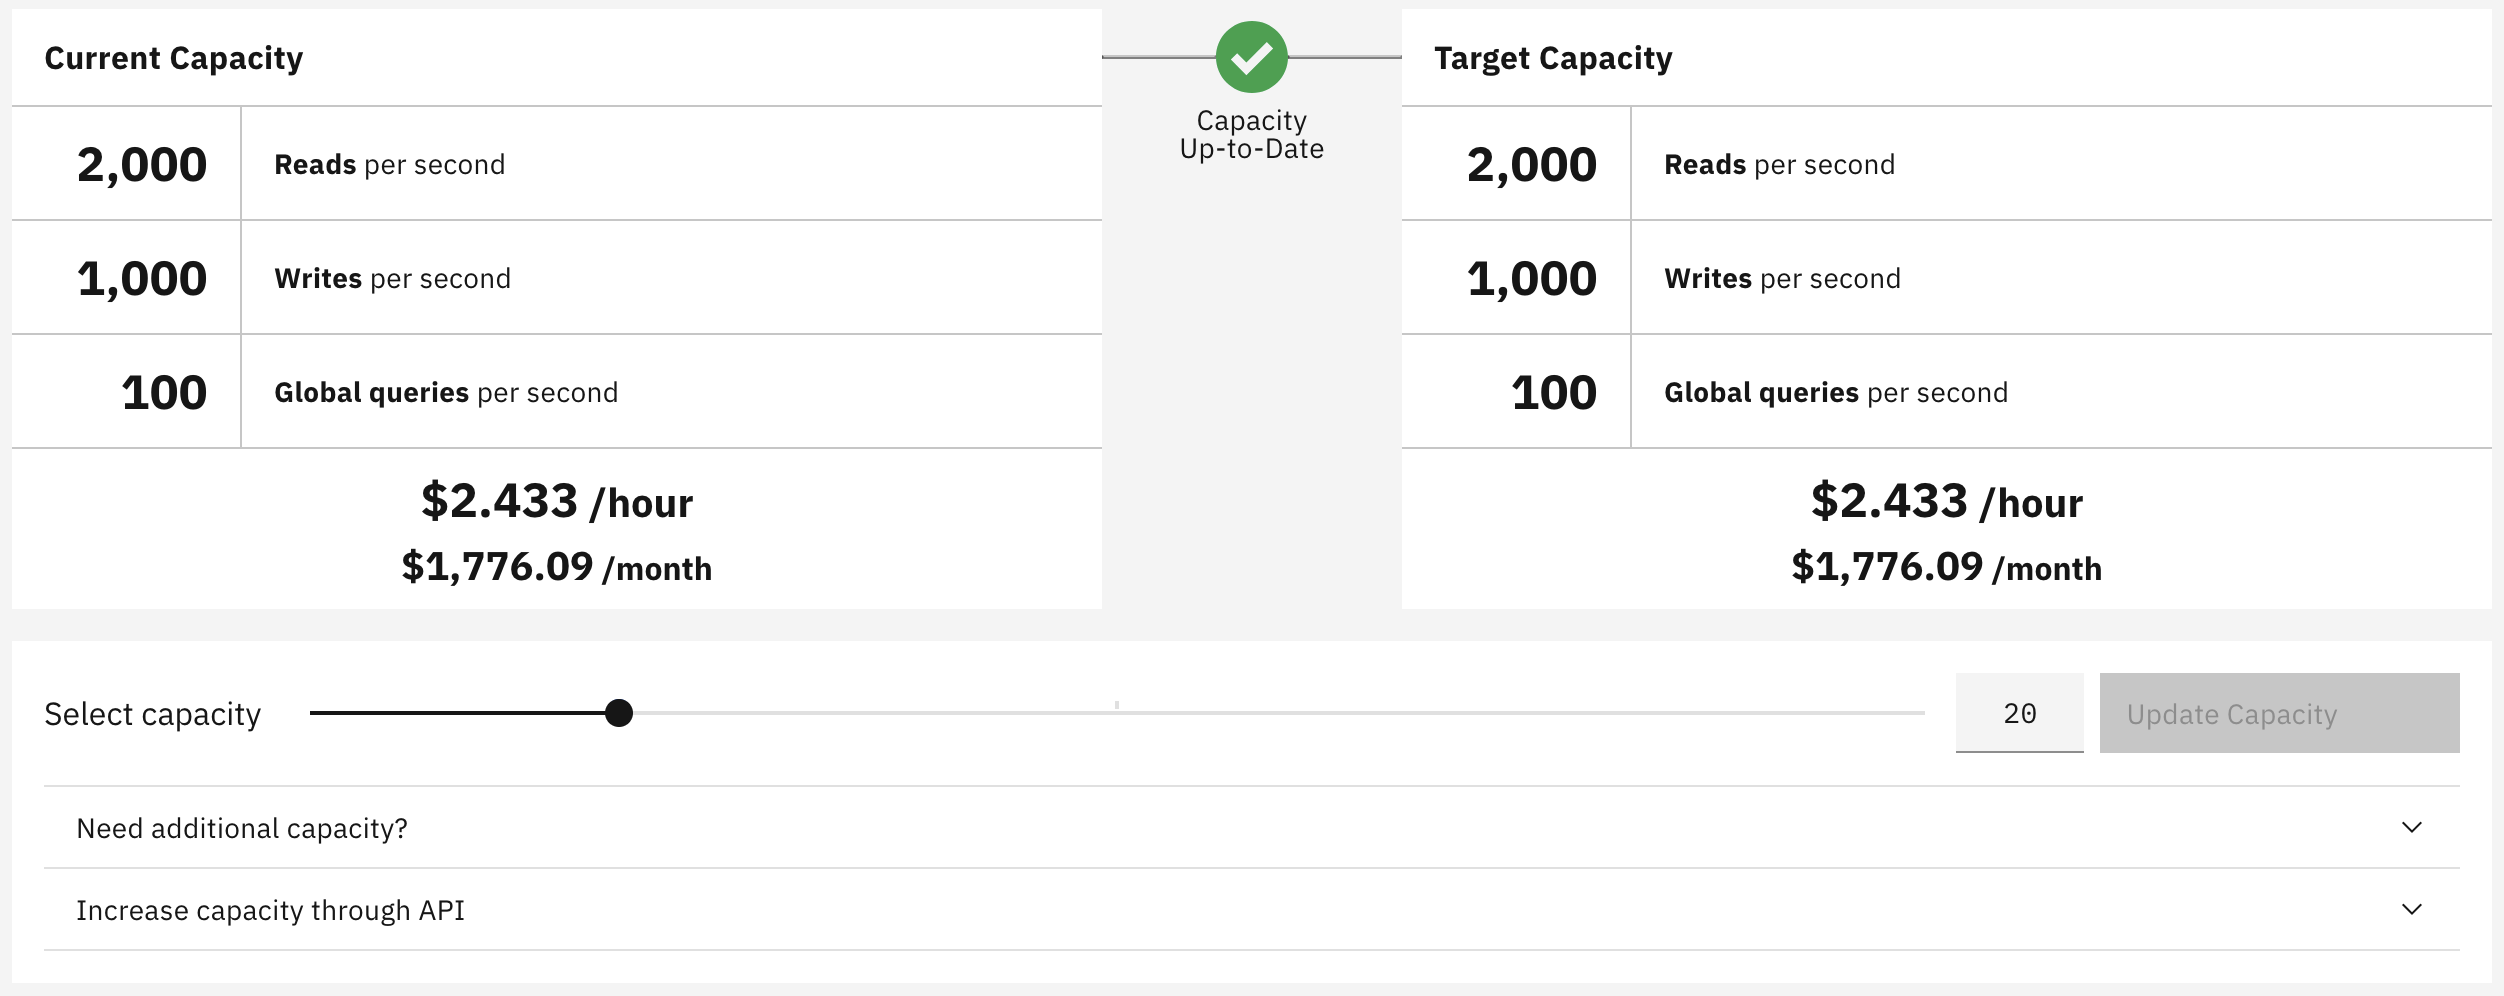 Current Capacity
2,000 Reads per second
1,000 Writes per second
100 Global queries per second
$2.433 /hour
$1,776.09 /month
Capacity
Up-to-Date
Target Capacity
2,000 Reads per second
1,000 Writes per second
100 Global queries per second
$2.433 /hour
$1,776.09 /month
Select capacity 20 Update Capacity
Need additional capacity?
Increase capacity through API